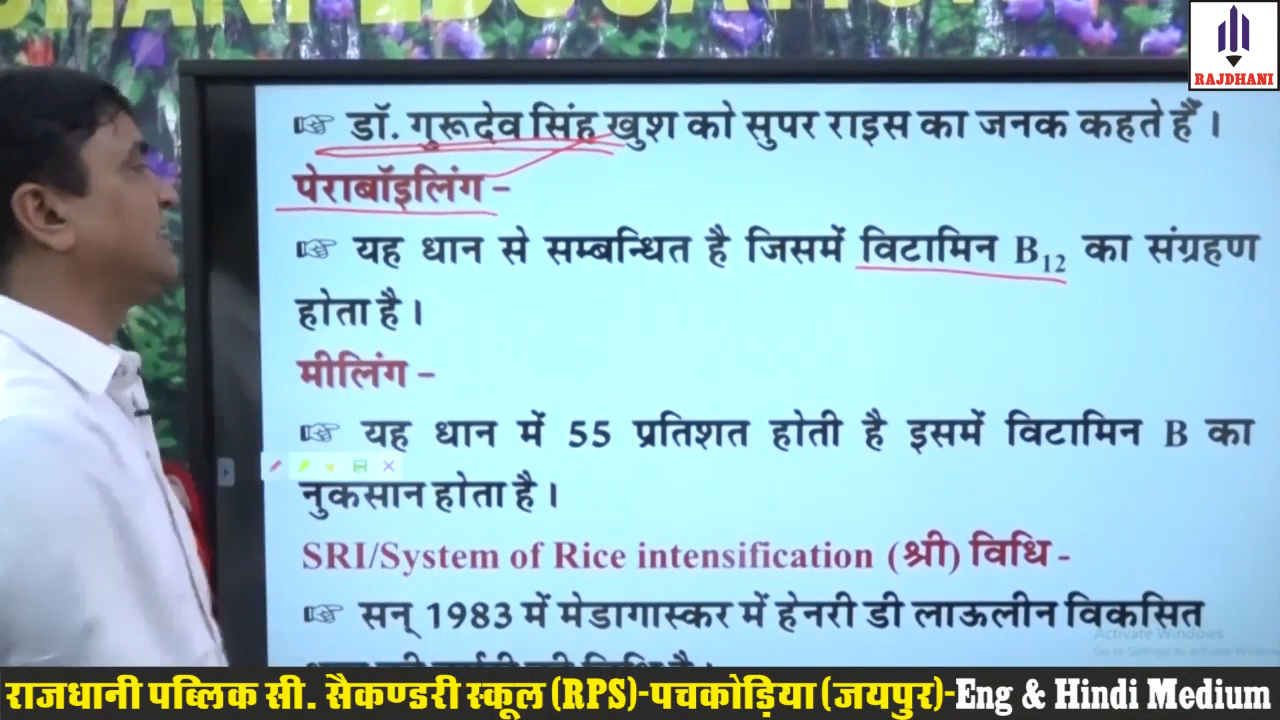 RAJDHANI
☞ डॉ. गुरूदेव सिंह खुश को सुपर राइस का जनक कहते हैं ।
पेराबॉइलिंग –
☞ यह धान से सम्बन्धित है जिसमें विटामिन B₁₂ का संग्रहण
होता है ।
मीलिंग –
☞ यह धान में 55 प्रतिशत होती है इसमें विटामिन B का
नुकसान होता है ।
SRI/System of Rice intensification (श्री) विधि -
☞ सन् 1983 में मेडागास्कर में हेनरी डी लाऊलीन विकसित
Activate Windows
राजधानी पब्लिक सी. सैकण्डरी स्कूल (RPS)-पचकोड़िया (जयपुर)-Eng & Hindi Medium